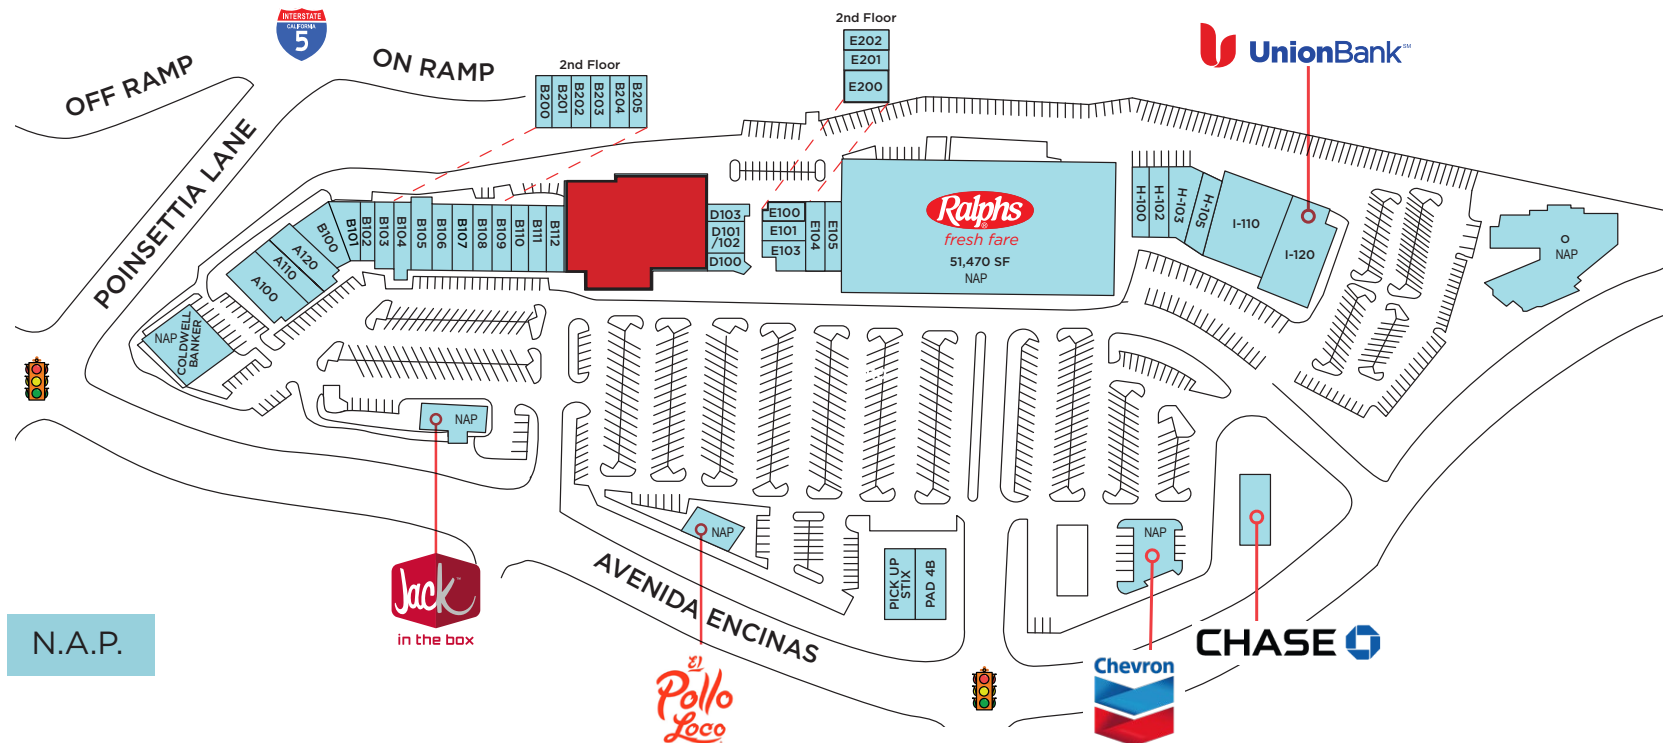 INTERSTATE
CALIFORNIA
5
OFF RAMP
ON RAMP
POINSETTIA LANE
2nd Floor
B200
B201
B202
B203
B204
B205
2nd Floor
E202
E201
E200
UnionBank℠
A100
A110
A120
B100
B101
B102
B103
B104
B105
B106
B107
B108
B109
B110
B111
B112
D103
D101
/102
D100
E100
E101
E103
E104
E105
Ralphs
fresh fare
51,470 SF
NAP
H-100
H-102
H-103
H-105
I-110
I-120
O
NAP
NAP
COLDWELL
BANKER
NAP
Jack
in the box
NAP
El
Pollo
Loco
AVENIDA ENCINAS
PICK UP
STIX
PAD 4B
NAP
Chevron
CHASE
N.A.P.